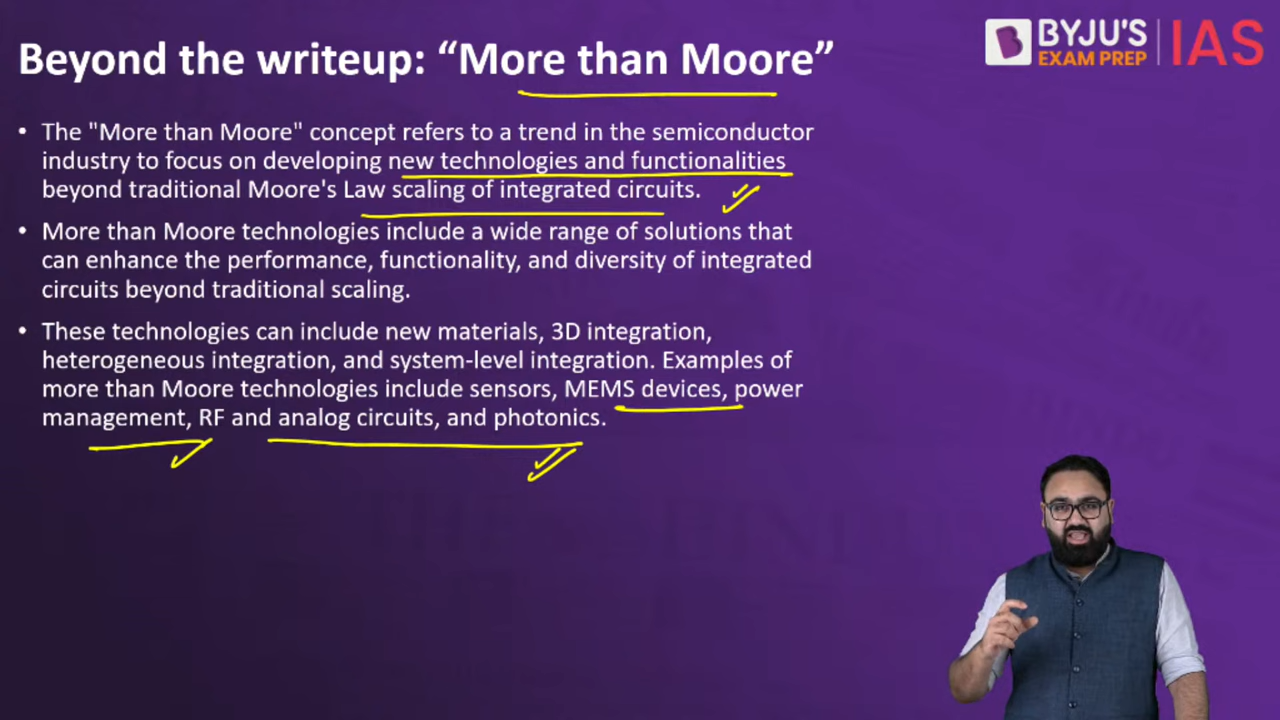 Beyond the writeup: “More than Moore”
BYJU'S
EXAM PREP
IAS
• The "More than Moore" concept refers to a trend in the semiconductor
industry to focus on developing new technologies and functionalities
beyond traditional Moore's Law scaling of integrated circuits.
• More than Moore technologies include a wide range of solutions that
can enhance the performance, functionality, and diversity of integrated
circuits beyond traditional scaling.
• These technologies can include new materials, 3D integration,
heterogeneous integration, and system-level integration. Examples of
more than Moore technologies include sensors, MEMS devices, power
management, RF and analog circuits, and photonics.